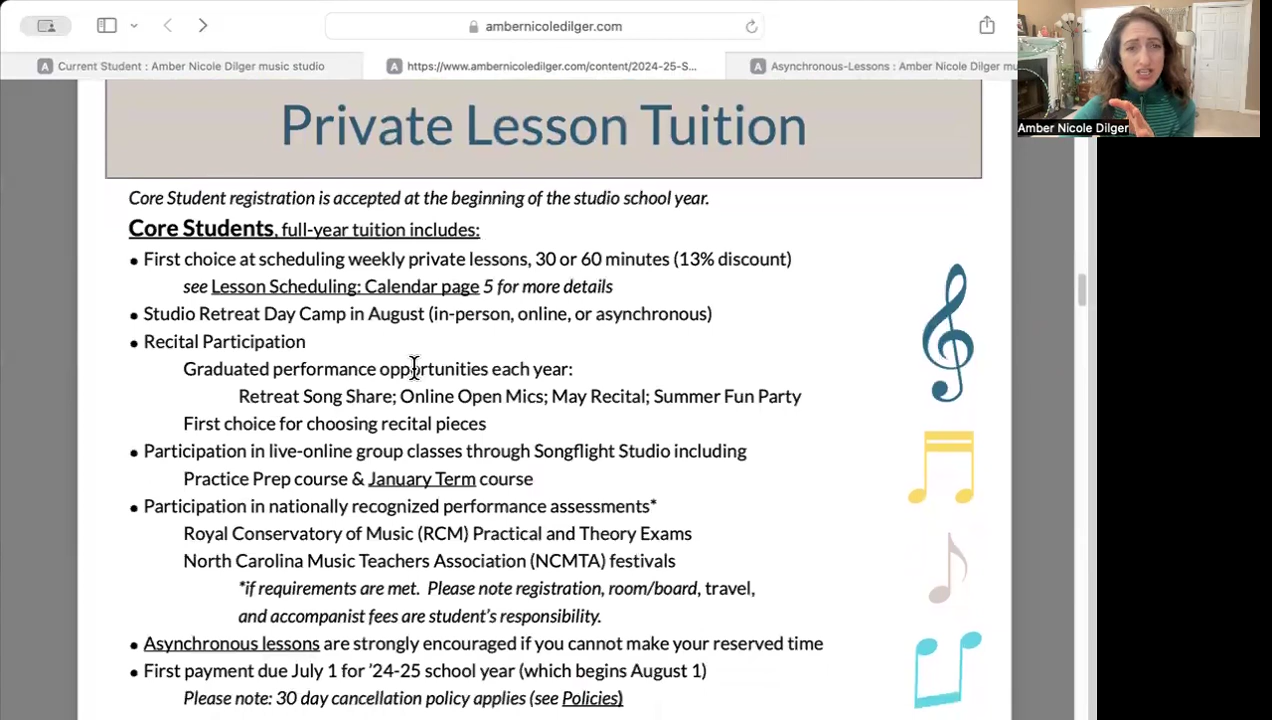 ambernicoledilger.com
Current Student : Amber Nicole Dilger music studio
https://www.ambernicoledilger.com/content/2024-25-S...
Asynchronous-Lessons : Amber Nicole Dilger mu
Amber Nicole Dilger
Private Lesson Tuition
Core Student registration is accepted at the beginning of the studio school year.
Core Students, full-year tuition includes:
• First choice at scheduling weekly private lessons, 30 or 60 minutes (13% discount)
see Lesson Scheduling: Calendar page 5 for more details
• Studio Retreat Day Camp in August (in-person, online, or asynchronous)
• Recital Participation
Graduated performance opportunities each year:
Retreat Song Share; Online Open Mics; May Recital; Summer Fun Party
First choice for choosing recital pieces
• Participation in live-online group classes through Songflight Studio including
Practice Prep course & January Term course
• Participation in nationally recognized performance assessments*
Royal Conservatory of Music (RCM) Practical and Theory Exams
North Carolina Music Teachers Association (NCMTA) festivals
*if requirements are met. Please note registration, room/board, travel,
and accompanist fees are student’s responsibility.
• Asynchronous lessons are strongly encouraged if you cannot make your reserved time
• First payment due July 1 for ’24-25 school year (which begins August 1)
Please note: 30 day cancellation policy applies (see Policies)